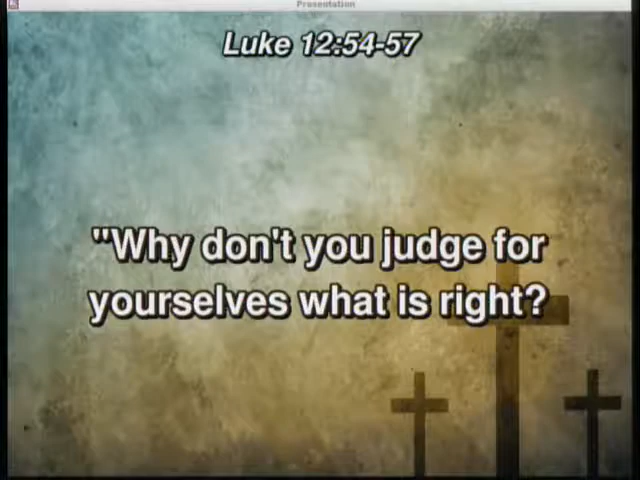 Presentation
Luke 12:54-57
"Why don't you judge for
yourselves what is right?